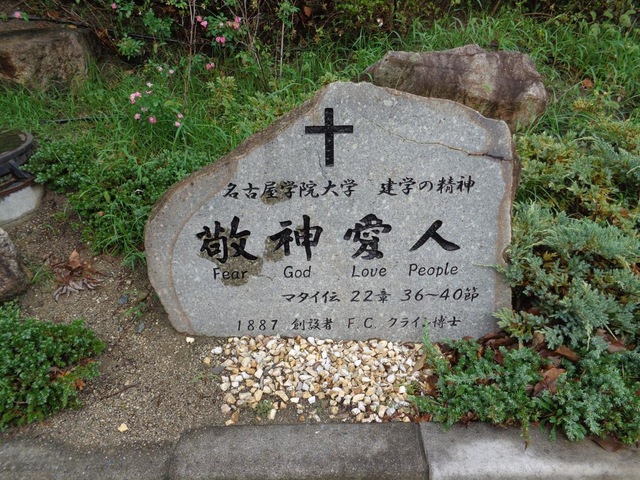 名古屋学院大学 建学の精神
敬神愛人
Fear God Love People
マタイ伝 22章 36~40節
1887 創設者 F.C. クライン博士